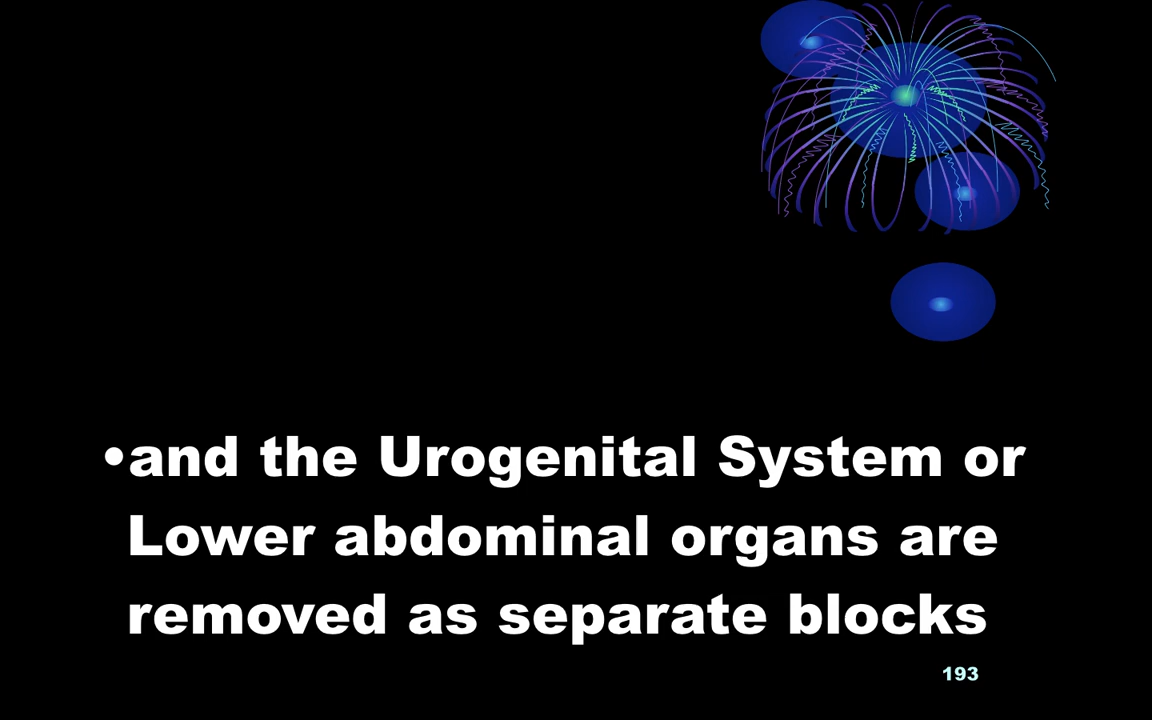 •and the Urogenital System or
Lower abdominal organs are
removed as separate blocks
193